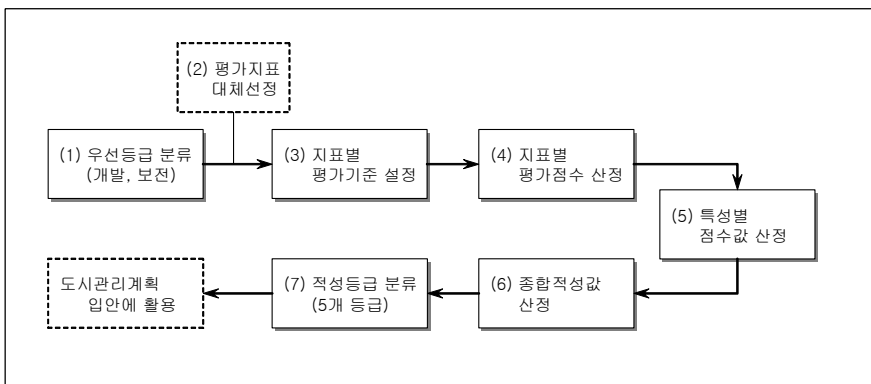 (2) 평가지표
대체선정
(1) 우선등급 분류
(개발, 보전)
(3) 지표별
평가기준 설정
(4) 지표별
평가점수 산정
(5) 특성별
점수값 산정
(6) 종합적성값
산정
(7) 적성등급 분류
(5개 등급)
도시관리계획
입안에 활용